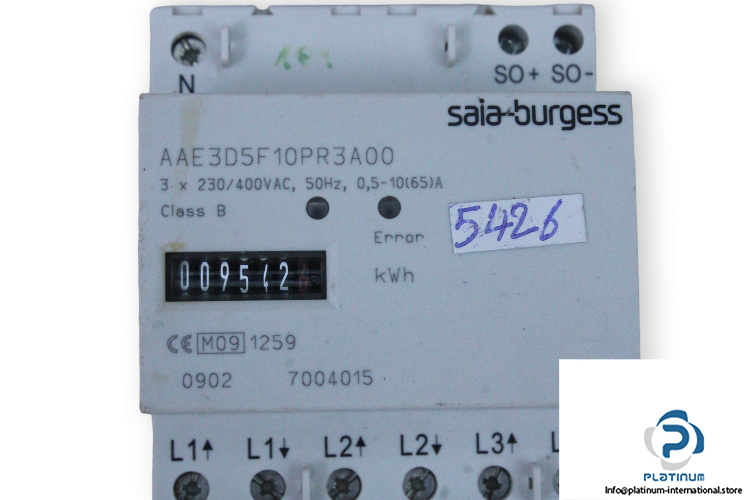 N
SO+ SO-
saia-burgess
AAE3D5F10PR3A00
3 x 230/400VAC, 50Hz, 0,5-10(65)A
Class B
Error
5426
009542
kWh
CE M09 1259
0902 7004015
L1↑ L1↓ L2↑ L2↓ L3↑
PLATINUM
Info@platinum-international.store